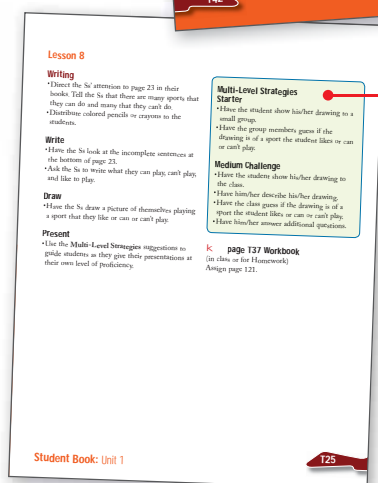 T42
Lesson 8
Writing
•Direct the Ss' attention to page 23 in their
books. Tell the Ss that there are many sports that
they can do and many that they can't do.
•Distribute colored pencils or crayons to the
students.
Write
•Have the Ss look at the incomplete sentences at
the bottom of page 23.
•Ask the Ss to write what they can play, can't play,
and like to play.
Draw
•Have the Ss draw a picture of themselves playing
a sport that they like or can or can't play.
Present
•Use the Multi-Level Strategies suggestions to
guide students as they give their presentations at
their own level of proficiency.
Multi-Level Strategies
Starter
•Have the student show his/her drawing to a
small group.
•Have the group members guess if the
drawing is of a sport the student likes or can
or can't play.
Medium Challenge
•Have the student show his/her drawing to
the class.
•Have him/her describe his/her drawing.
•Have the class guess if the drawing is of a
sport the student likes or can or can't play.
•Have him/her answer additional questions.
k page T37 Workbook
(in class or for Homework)
Assign page 121.
Student Book: Unit 1
T25